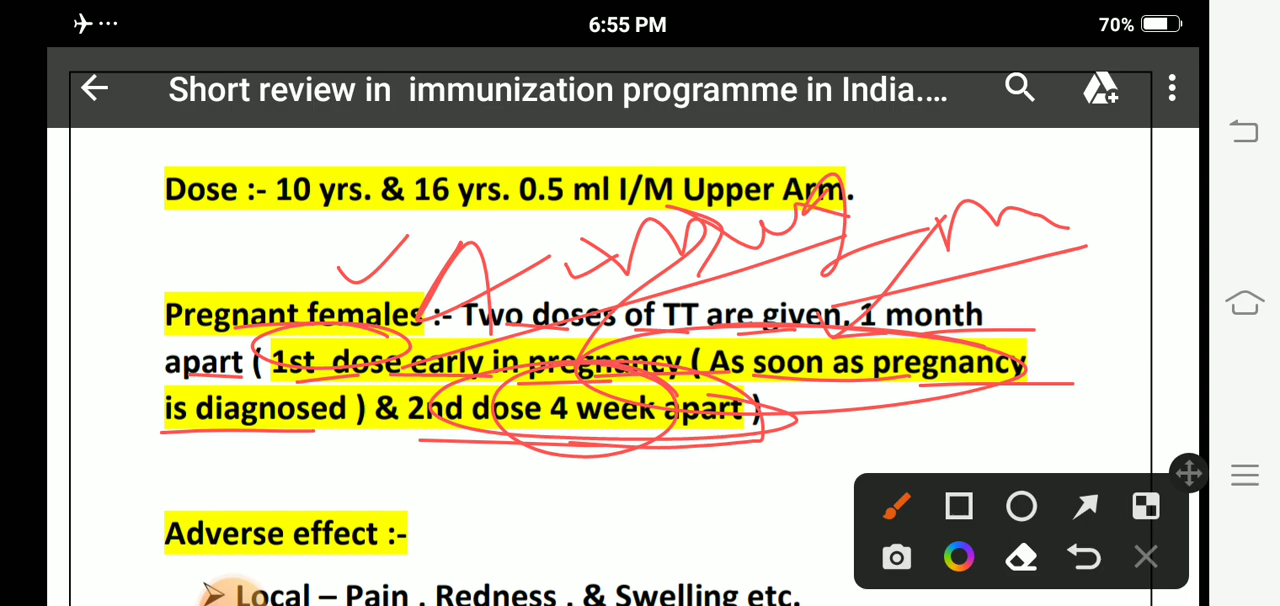 6:55 PM
70%
Short review in immunization programme in India....
Dose :- 10 yrs. & 16 yrs. 0.5 ml I/M Upper Arm.
Pregnant females :- Two doses of TT are given, 1 month
apart ( 1st dose early in pregnancy ( As soon as pregnancy
is diagnosed ) & 2nd dose 4 week apart )
Adverse effect :-
➢ Local – Pain , Redness , & Swelling etc.